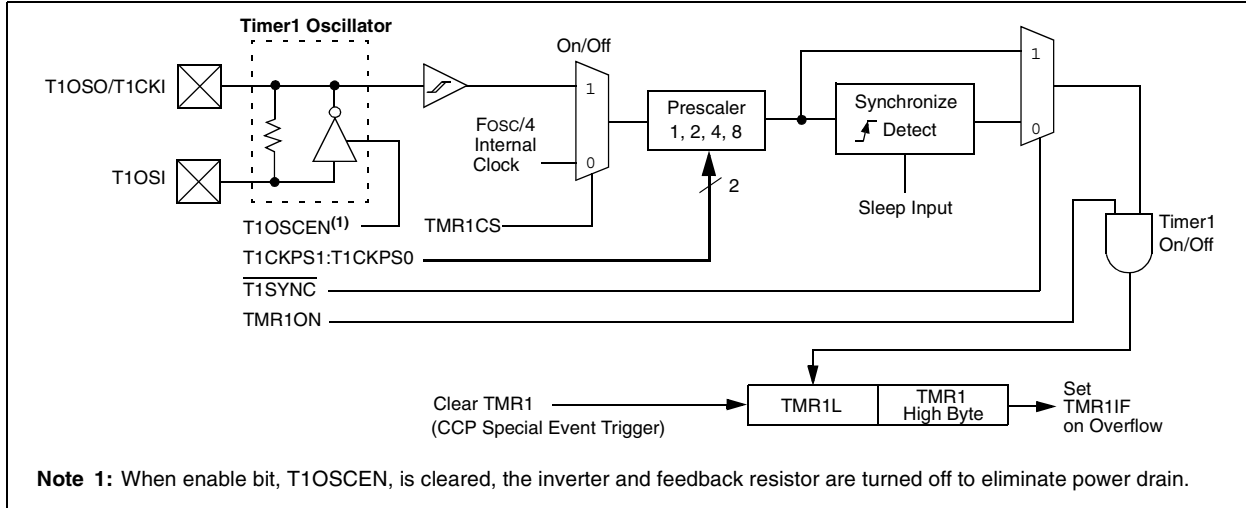 Timer1 Oscillator
On/Off
T1OSO/T1CKI
1
1
FOSC/4
Internal
Clock
0
Prescaler
1, 2, 4, 8
Synchronize
Detect
0
T1OSI
2
Sleep Input
T1OSCEN(1)
TMR1CS
Timer1
On/Off
T1CKPS1:T1CKPS0
T1SYNC
TMR1ON
Clear TMR1
(CCP Special Event Trigger)
TMR1L
TMR1
High Byte
Set
TMR1IF
on Overflow
Note 1: When enable bit, T1OSCEN, is cleared, the inverter and feedback resistor are turned off to eliminate power drain.